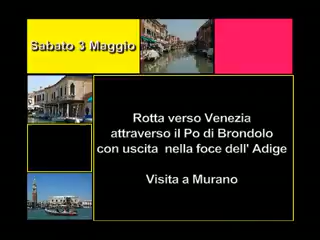 Sabato 3 Maggio
Rotta verso Venezia
attraverso il Po di Brondolo
con uscita nella foce dell' Adige
Visita a Murano